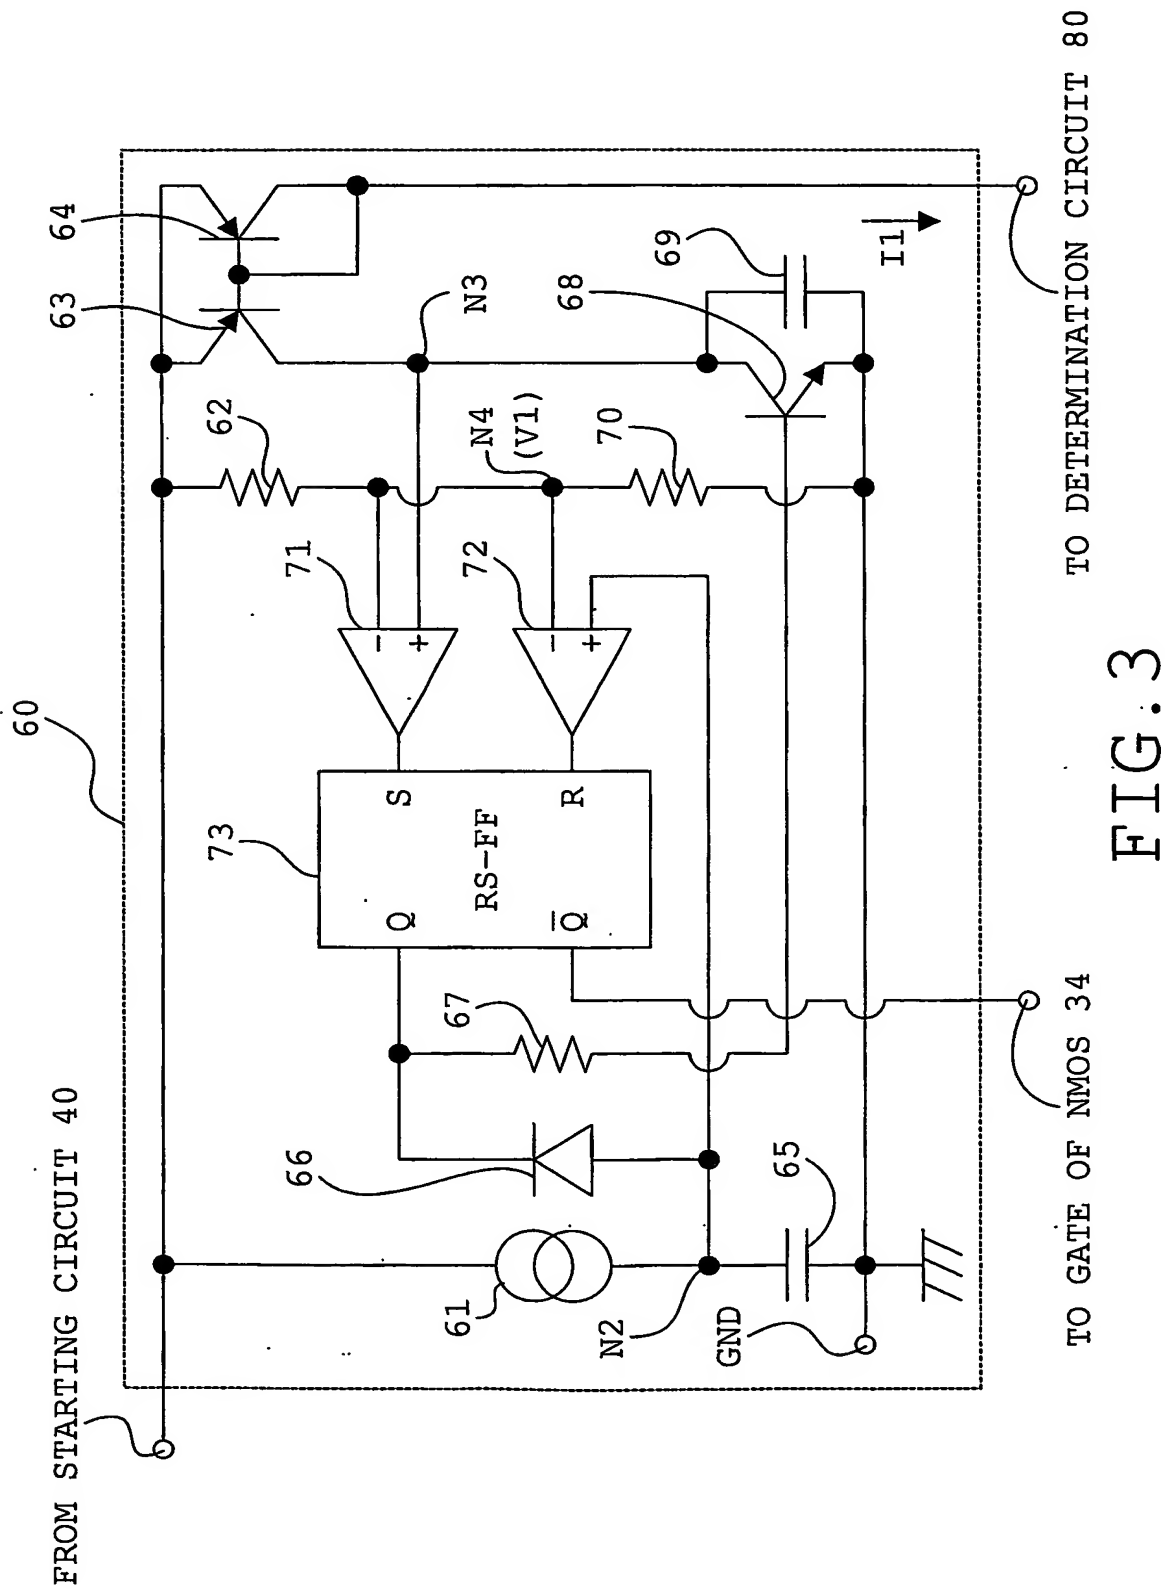 FROM STARTING CIRCUIT 40
60
61
62
63
64
66
67
73
71
72
Q
Q̅
S
R
RS-FF
−
+
−
+
N3
N4
(V1)
70
68
69
I1
N2
65
GND
TO GATE OF NMOS 34
TO DETERMINATION CIRCUIT 80
FIG.3